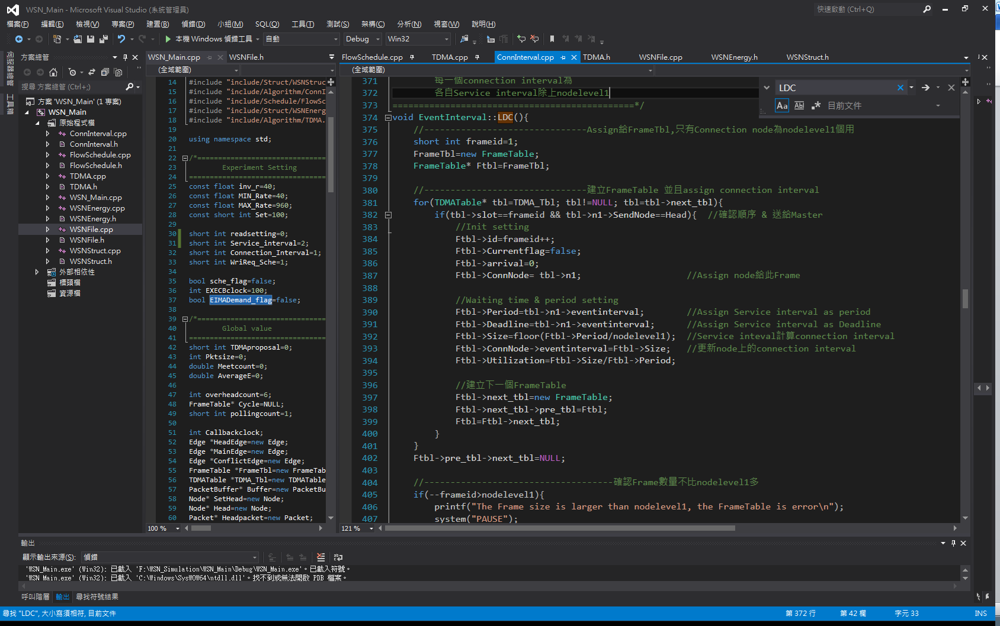 WSN_Main - Microsoft Visual Studio (系統管理員)
快速啟動 (Ctrl+Q)
檔案(F) 編輯(E) 檢視(V) 專案(P) 建置(B) 偵錯(D) 小組(M) SQL(Q) 工具(T) 測試(S) 架構(C) 分析(N) 視窗(W) 說明(H)
本機 Windows 偵錯工具 自動 Debug Win32
伺服器總管
工具箱
方案總管
搜尋 方案總管 (Ctrl+;)
方案 'WSN_Main' (1 專案)
WSN_Main
原始程式檔
ConnInterval.cpp
ConnInterval.h
FlowSchedule.cpp
FlowSchedule.h
TDMA.cpp
TDMA.h
WSN_Main.cpp
WSNEnergy.cpp
WSNEnergy.h
WSNFile.cpp
WSNFile.h
WSNStruct.cpp
WSNStruct.h
外部相依性
標頭檔
資源檔
WSN_Main.cpp WSNFile.h
(全域範圍)
14 #include "include/Struct/WSNStruc
15 #include "include/Algorithm/ConnI
16 #include "include/Schedule/FlowSc
17 #include "include/Struct/WSNEnerg
18 #include "include/Algorithm/TDMA.
19
20 using namespace std;
21
22 /*===============================
23 Experiment Setting
24 =================================
25 const float inv_r=40;
26 const float MIN_Rate=40;
27 const float MAX_Rate=960;
28 const short int Set=100;
29
30 short int readsetting=0;
31 short int Service_interval=2;
32 short int Connection_Interval=1;
33 short int WriReq_Sche=1;
34
35 bool sche_flag=false;
36 int EXECBclock=100;
37 bool EIMADemand_flag=false;
38
39 /*===============================
40 Global value
41 =================================
42 short int TDMAproposal=0;
43 int Pktsize=0;
44 double Meetcount=0;
45 double AverageE=0;
46
47 int overheadcount=6;
48 FrameTable* Cycle=NULL;
49 short int pollingcount=1;
50
51 int Callbackclock;
52 Edge *HeadEdge=new Edge;
53 Edge *MainEdge=new Edge;
54 Edge *ConflictEdge=new Edge;
55 FrameTable *FrameTbl=new FrameTab
56 TDMATable *TDMA_Tbl=new TDMATable
57 PacketBuffer* Buffer=new PacketBu
58 Node* SetHead=new Node;
59 Node* Head=new Node;
60 Packet* Headpacket=new Packet;
100 %
FlowSchedule.cpp TDMA.cpp ConnInterval.cpp TDMA.h WSNFile.cpp WSNEnergy.h WSNStruct.h
(全域範圍)
LDC
Aa Ab| 目前文件
371 每一個connection interval為
372 各自Service interval除上nodelevel1
373 ==============================================*/
374 void EventInterval::LDC(){
375 //-------------------------------Assign給FrameTbl,只有Connection node為nodelevel1個用
376 short int frameid=1;
377 FrameTbl=new FrameTable;
378 FrameTable* Ftbl=FrameTbl;
379
380 //-------------------------------建立FrameTable 並且assign connection interval
381 for(TDMATable* tbl=TDMA_Tbl; tbl!=NULL; tbl=tbl->next_tbl){
382 if(tbl->slot==frameid && tbl->n1->SendNode==Head){ //確認順序 & 送給Master
383 //Init setting
384 Ftbl->id=frameid++;
385 Ftbl->Currentflag=false;
386 Ftbl->arrival=0;
387 Ftbl->ConnNode= tbl->n1; //Assign node給此Frame
388
389 //Waiting time & period setting
390 Ftbl->Period=tbl->n1->eventinterval; //Assign Service interval as period
391 Ftbl->Deadline=tbl->n1->eventinterval; //Assign Service interval as Deadline
392 Ftbl->Size=floor(Ftbl->Period/nodelevel1); //Service inteval計算connection interval
393 Ftbl->ConnNode->eventinterval=Ftbl->Size; //更新node上的connection interval
394 Ftbl->Utilization=Ftbl->Size/Ftbl->Period;
395
396 //建立下一個FrameTable
397 Ftbl->next_tbl=new FrameTable;
398 Ftbl->next_tbl->pre_tbl=Ftbl;
399 Ftbl=Ftbl->next_tbl;
400 }
401 }
402 Ftbl->pre_tbl->next_tbl=NULL;
403
404 //------------------------------------確認Frame數量不比nodelevel1多
405 if(--frameid>nodelevel1){
406 printf("The Frame size is larger than nodelevel1, the FrameTable is error\n");
407 system("PAUSE");
121 %
輸出
顯示輸出來源(S): 偵錯
'WSN_Main.exe' (Win32): 已載入 'F:\WSN_Simulation\WSN_Main\Debug\WSN_Main.exe'。已載入符號。
'WSN_Main.exe' (Win32): 已載入 'C:\Windows\SysWOW64\ntdll.dll'。找不到或無法開啟 PDB 檔案。
呼叫階層 輸出 尋找符號結果
尋找 "LDC", 大小寫須相符, 目前文件
第 372 行 第 42 欄 字元 33 INS